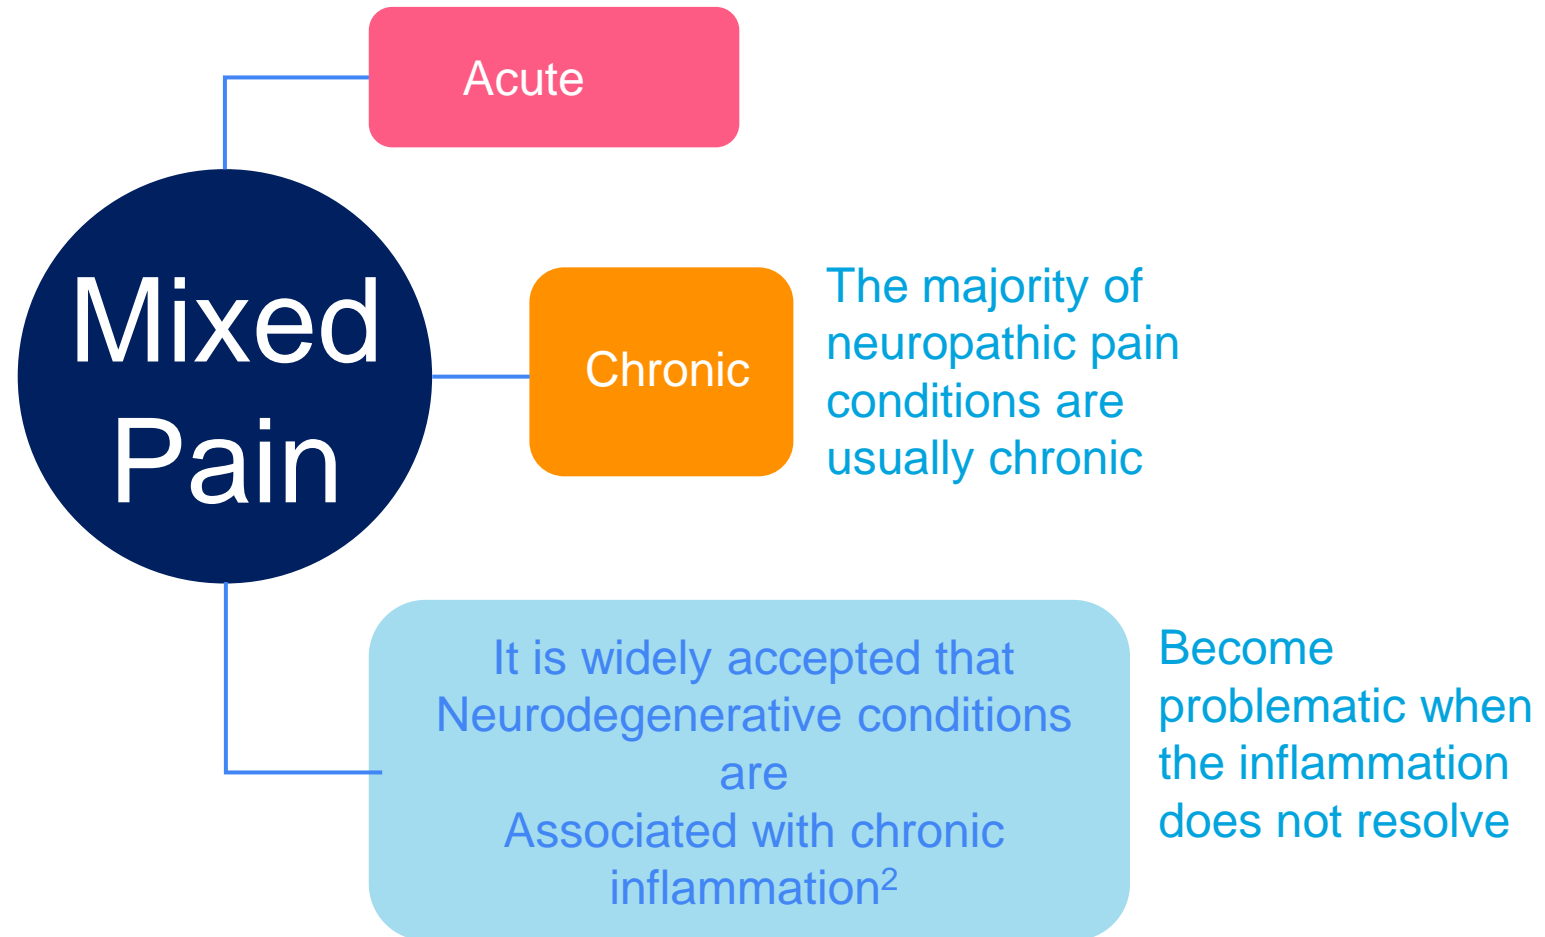 Acute
Mixed
Pain
Chronic
The majority of
neuropathic pain
conditions are
usually chronic
It is widely accepted that
Neurodegenerative conditions
are
Associated with chronic
inflammation²
Become
problematic when
the inflammation
does not resolve